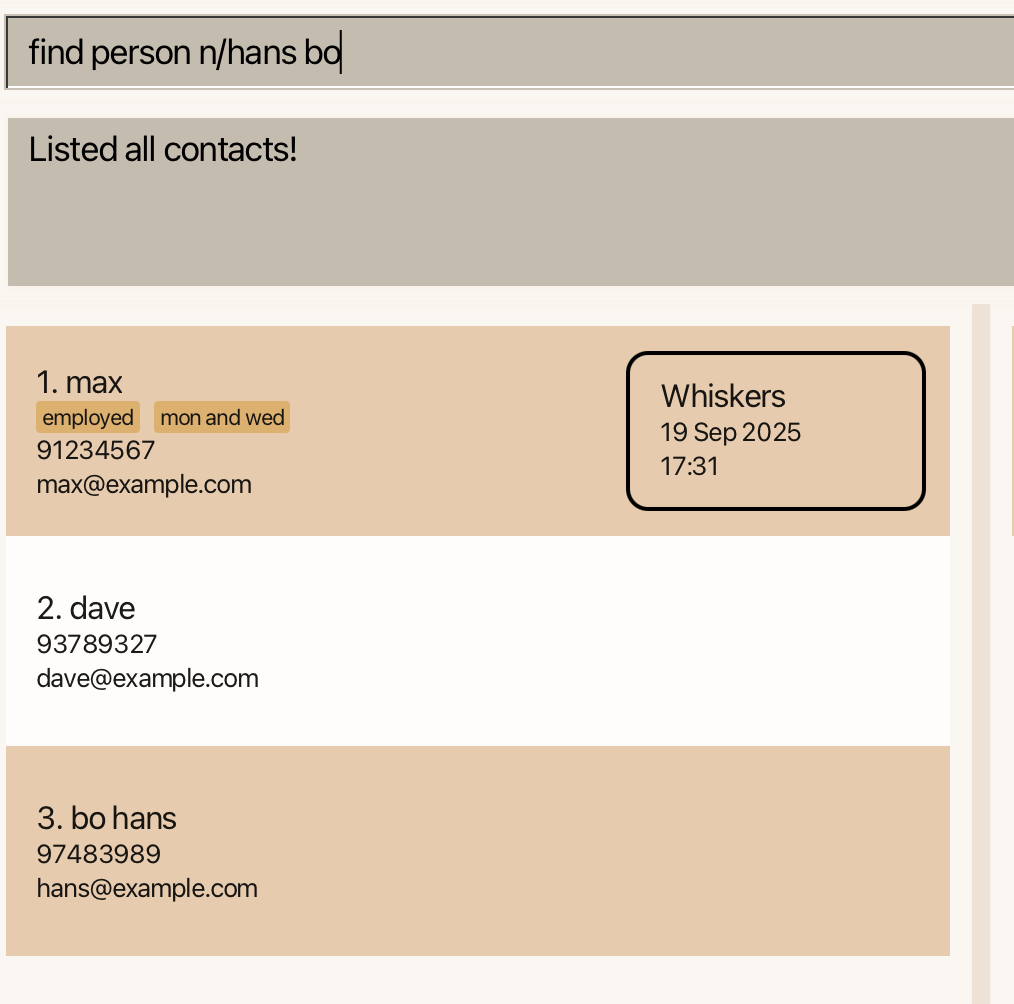 find person n/hans bo
Listed all contacts!
1. max
employed mon and wed
91234567
max@example.com
Whiskers
19 Sep 2025
17:31
2. dave
93789327
dave@example.com
3. bo hans
97483989
hans@example.com